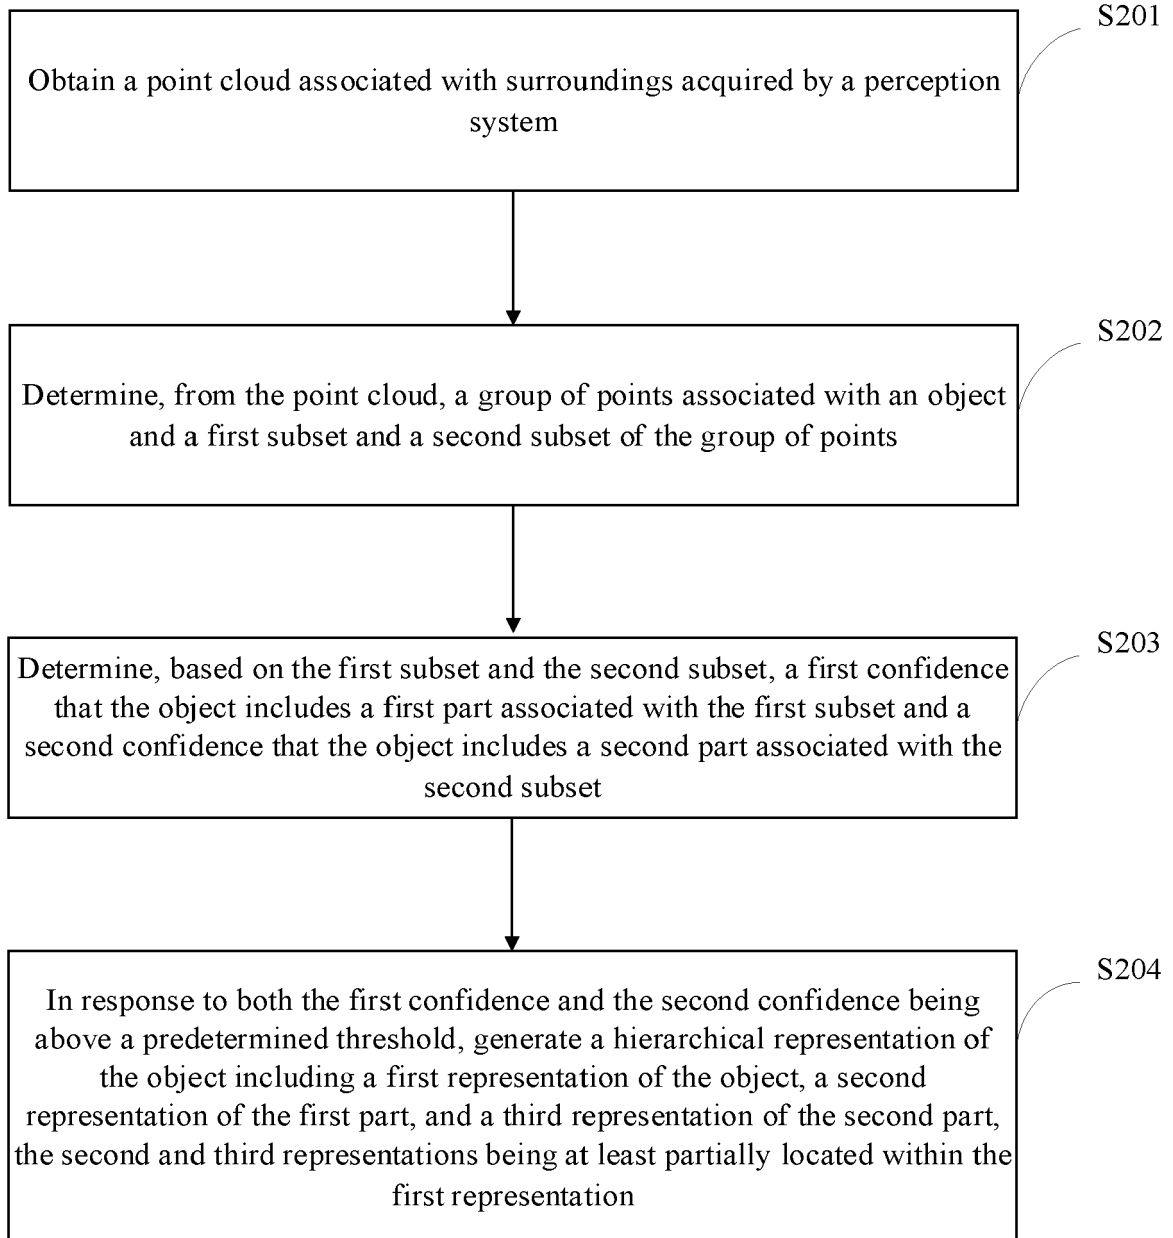 S201
Obtain a point cloud associated with surroundings acquired by a perception
system
S202
Determine, from the point cloud, a group of points associated with an object
and a first subset and a second subset of the group of points
S203
Determine, based on the first subset and the second subset, a first confidence
that the object includes a first part associated with the first subset and a
second confidence that the object includes a second part associated with the
second subset
S204
In response to both the first confidence and the second confidence being
above a predetermined threshold, generate a hierarchical representation of
the object including a first representation of the object, a second
representation of the first part, and a third representation of the second part,
the second and third representations being at least partially located within the
first representation